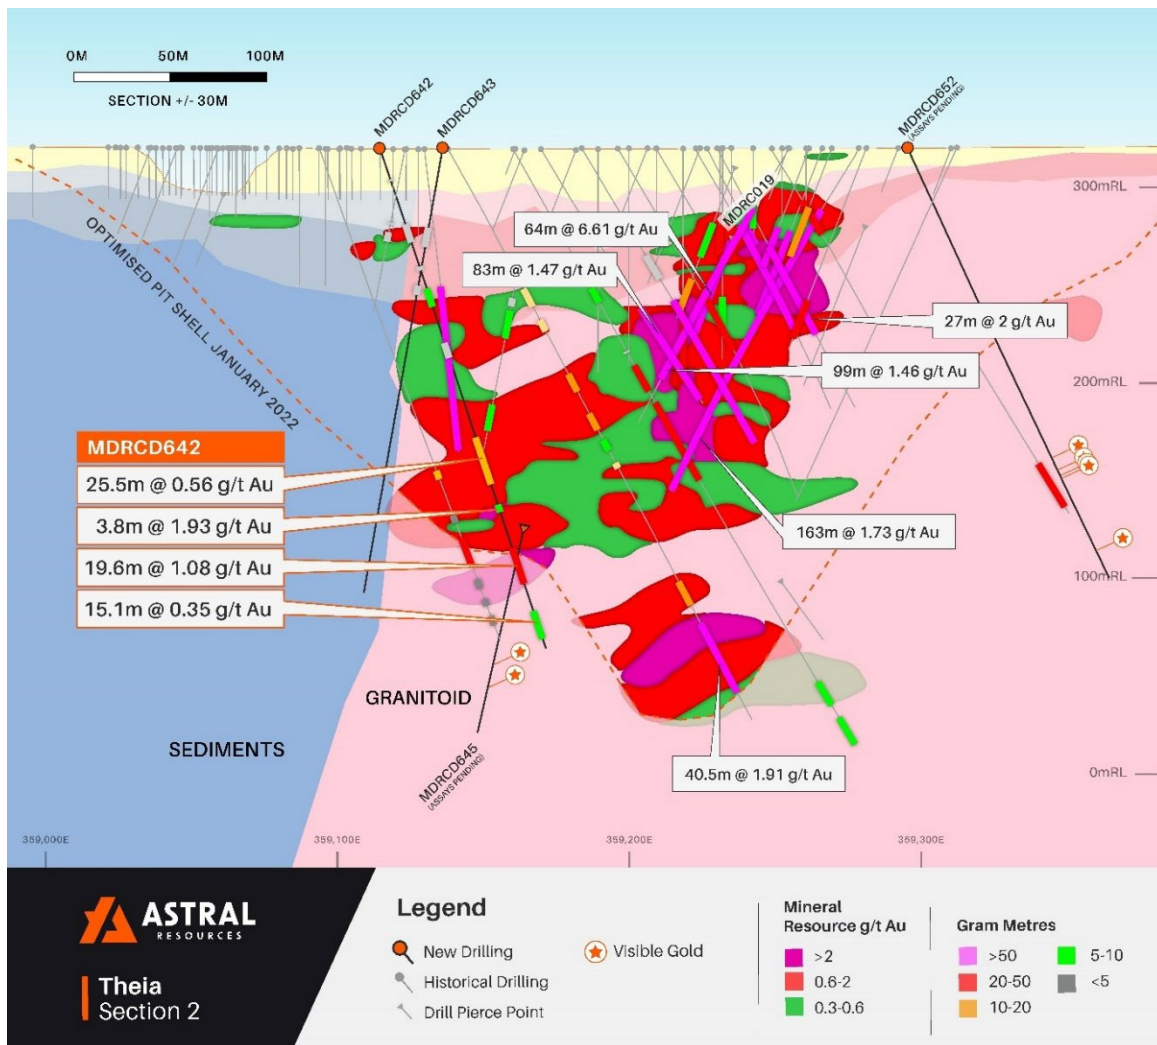 0M 50M 100M
SECTION +/- 30M
MDRCD642
MDRCD643
MDRCD652
(ASSAYS PENDING)
300mRL
MDRC019
64m @ 6.61 g/t Au
83m @ 1.47 g/t Au
27m @ 2 g/t Au
99m @ 1.46 g/t Au
200mRL
OPTIMISED PIT SHELL JANUARY 2022
MDRCD642
25.5m @ 0.56 g/t Au
3.8m @ 1.93 g/t Au
19.6m @ 1.08 g/t Au
15.1m @ 0.35 g/t Au
163m @ 1.73 g/t Au
100mRL
GRANITOID
SEDIMENTS
MDRCD645
(ASSAYS PENDING)
40.5m @ 1.91 g/t Au
0mRL
359,000E 359,100E 359,200E 359,300E
ASTRAL
RESOURCES
Theia
Section 2
Legend
New Drilling
Historical Drilling
Drill Pierce Point
Visible Gold
Mineral
Resource g/t Au
>2
0.6-2
0.3-0.6
Gram Metres
>50
20-50
10-20
5-10
<5